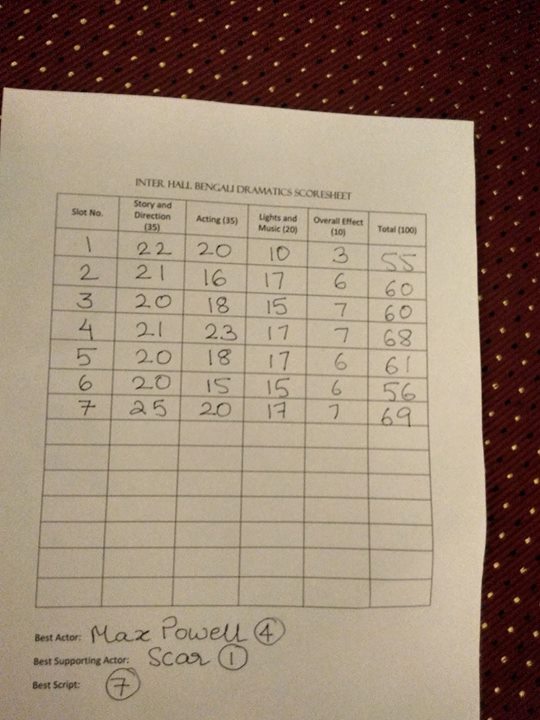 INTER HALL BENGALI DRAMATICS SCORESHEET
Slot No. Story and Direction (35) Acting (35) Lights and Music (20) Overall Effect (10) Total (100)
1 22 20 10 3 55
2 21 16 17 6 60
3 20 18 15 7 60
4 21 23 17 7 68
5 20 18 17 6 61
6 20 15 15 6 56
7 25 20 17 7 69
Best Actor: Max Powell 4
Best Supporting Actor: Scar 1
Best Script: 7